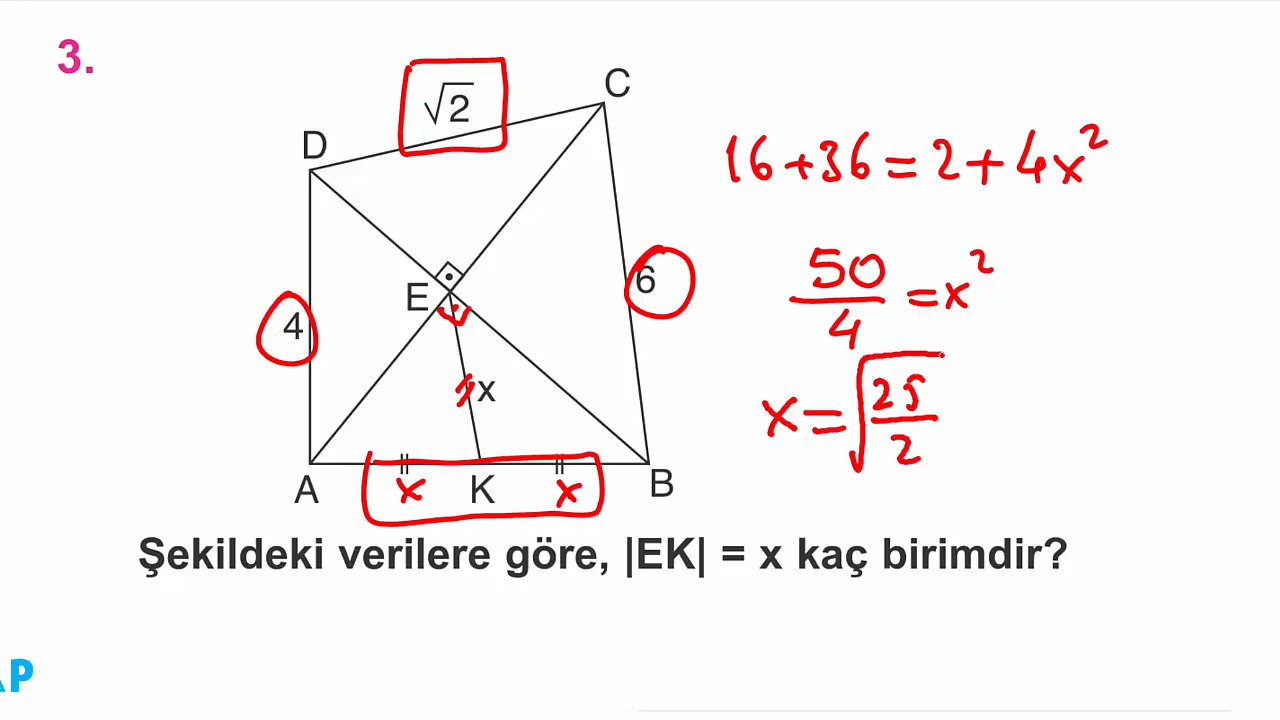 3.
√2
C
D
16+36=2+4x²
6
E
50/4 = x²
4
x
x=√25/2
A
x
K
x
B
Şekildeki verilere göre, |EK| = x kaç birimdir?
AP